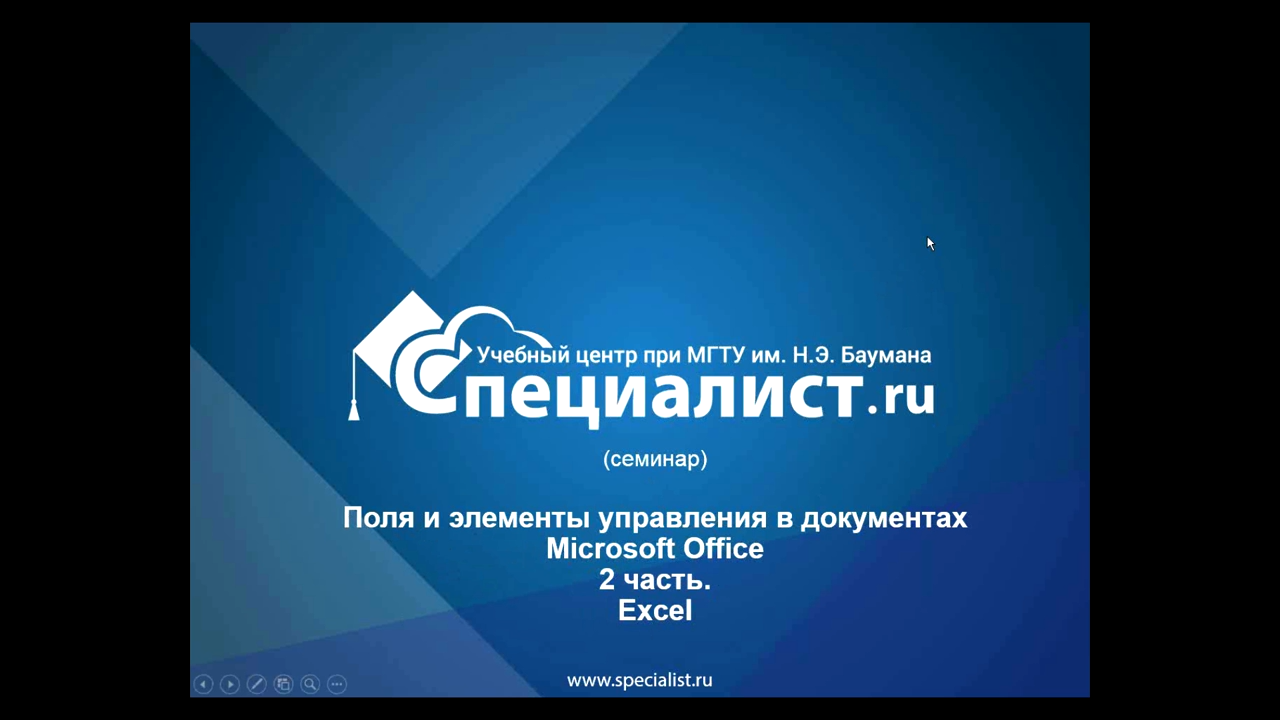 Учебный центр при МГТУ им. Н.Э. Баумана
Специалист.ru
(семинар)
Поля и элементы управления в документах
Microsoft Office
2 часть.
Excel
www.specialist.ru